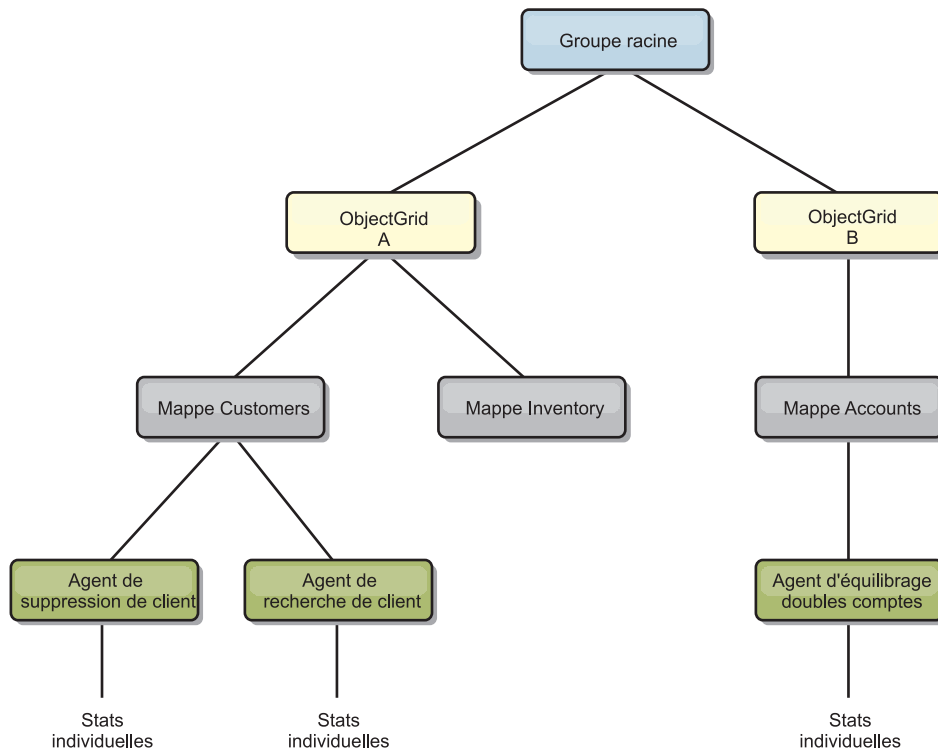 Groupe racine
ObjectGrid
A
ObjectGrid
B
Mappe Customers
Mappe Inventory
Mappe Accounts
Agent de
suppression de client
Agent de
recherche de client
Agent d'équilibrage
doubles comptes
Stats
individuelles
Stats
individuelles
Stats
individuelles